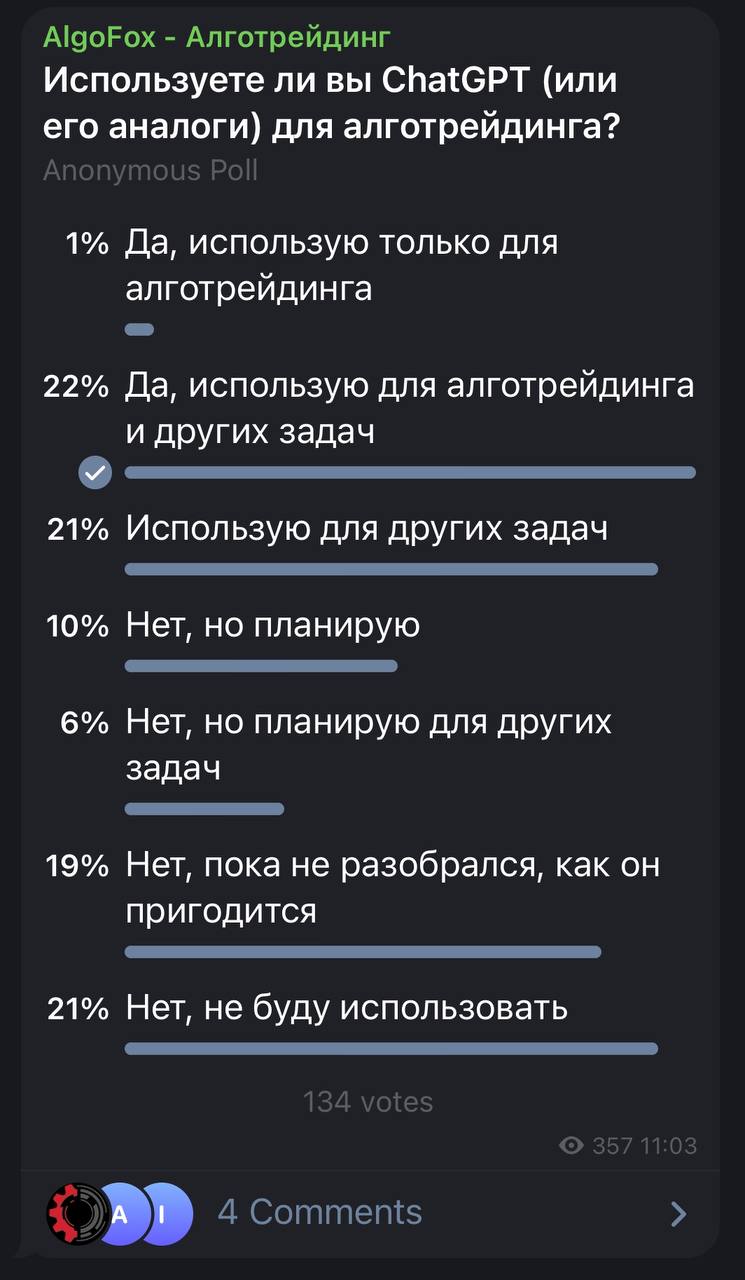 AlgoFox - Алготрейдинг
Используете ли вы ChatGPT (или
его аналоги) для алготрейдинга?
Anonymous Poll
1% Да, использую только для
алготрейдинга
22% Да, использую для алготрейдинга
и других задач
21% Использую для других задач
10% Нет, но планирую
6% Нет, но планирую для других
задач
19% Нет, пока не разобрался, как он
пригодится
21% Нет, не буду использовать
134 votes
357 11:03
A I 4 Comments